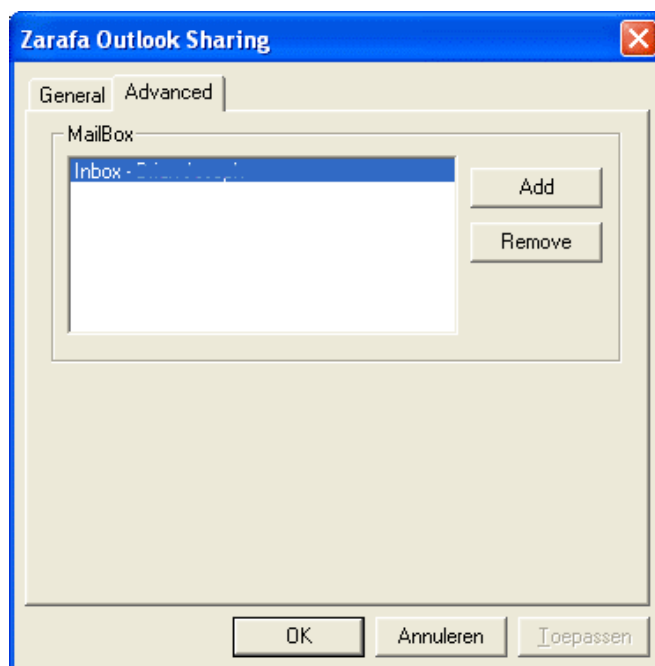 Zarafa Outlook Sharing
General Advanced
MailBox
Inbox -
Add
Remove
OK Annuleren Toepassen